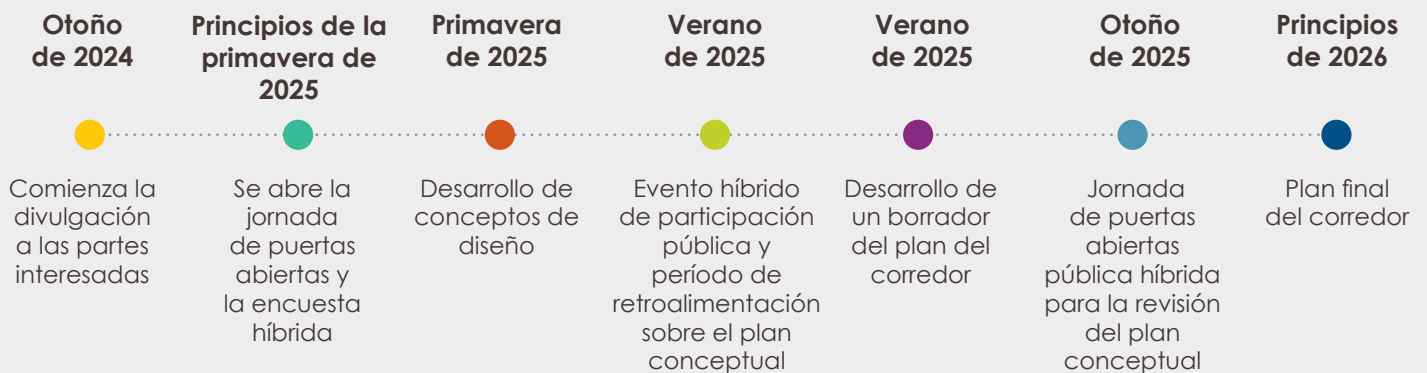 Otoño
de 2024
Comienza la
divulgación
a las partes
interesadas
Principios de la
primavera de
2025
Se abre la
jornada
de puertas
abiertas y
la encuesta
híbrida
Primavera
de 2025
Desarrollo de
conceptos de
diseño
Verano
de 2025
Evento híbrido
de participación
pública y
período de
retroalimentación
sobre el plan
conceptual
Verano
de 2025
Desarrollo de
un borrador
del plan del
corredor
Otoño
de 2025
Jornada
de puertas
abiertas
pública híbrida
para la revisión
del plan
conceptual
Principios
de 2026
Plan final
del corredor